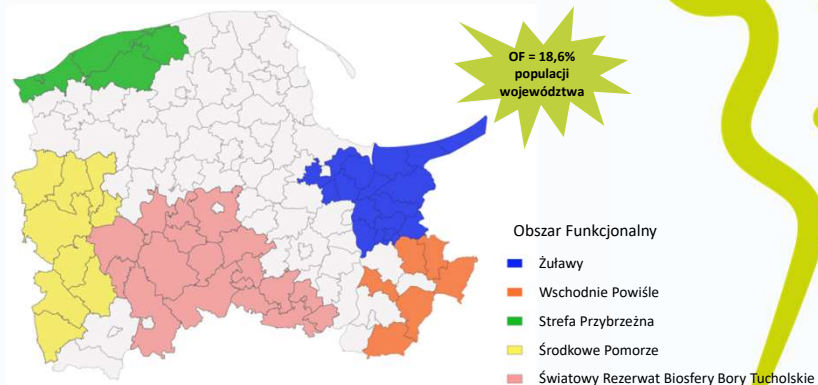 OF = 18,6%
populacji
województwa
Obszar Funkcjonalny
Żuławy
Wschodnie Powiśle
Strefa Przybrzeżna
Środkowe Pomorze
Światowy Rezerwat Biosfery Bory Tucholskie